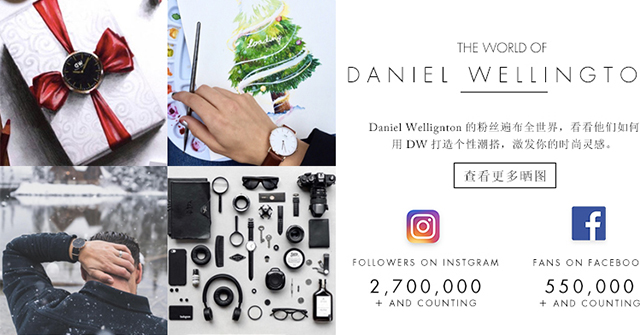 THE WORLD OF
DANIEL WELLINGTO
Daniel Wellignton 的粉丝遍布全世界，看看他们如何
用 DW 打造个性潮搭，激发你的时尚灵感。
查看更多晒图
FOLLOWERS ON INSTGRAM
FANS ON FACEBOO
2,700,000
550,000
+ AND COUNTING
+ AND COUNTING